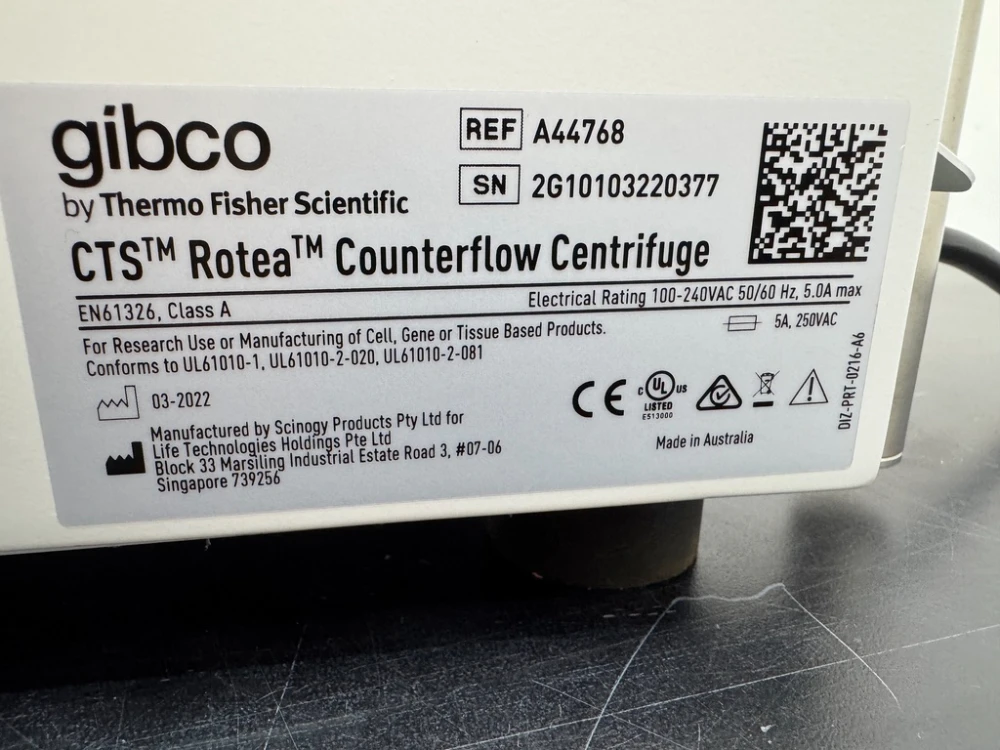 gibco
by Thermo Fisher Scientific
REF A44768
SN 2G10103220377
CTS™ Rotea™ Counterflow Centrifuge
EN61326, Class A
Electrical Rating 100-240VAC 50/60 Hz, 5.0A max
5A, 250VAC
For Research Use or Manufacturing of Cell, Gene or Tissue Based Products.
Conforms to UL61010-1, UL61010-2-020, UL61010-2-081
03-2022
Manufactured by Scinogy Products Pty Ltd for
Life Technologies Holdings Pte Ltd
Block 33 Marsiling Industrial Estate Road 3, #07-06
Singapore 739256
CE
c UL us
LISTED
E513000
Made in Australia
DIZ-PRT-0216-A6